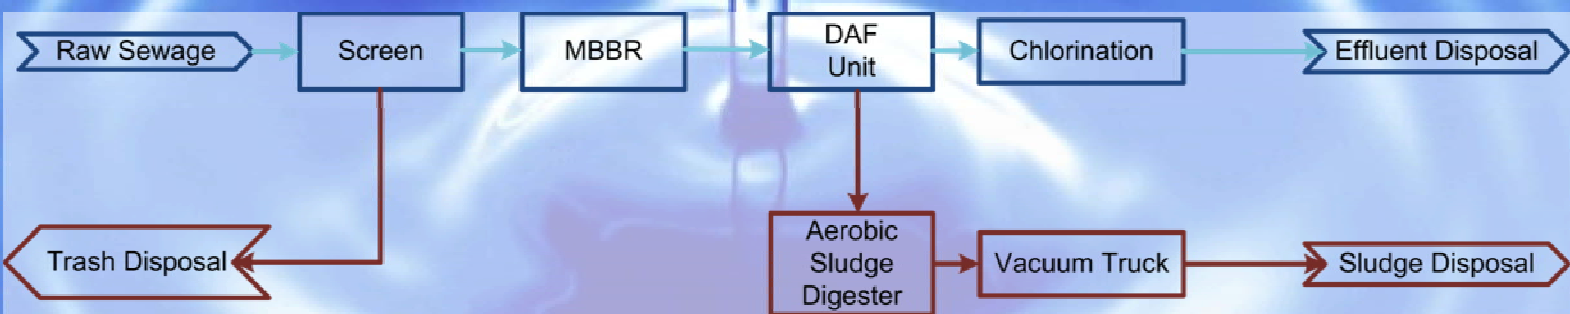 Raw Sewage
Screen
MBBR
DAF
Unit
Chlorination
Effluent Disposal
Trash Disposal
Aerobic
Sludge
Digester
Vacuum Truck
Sludge Disposal